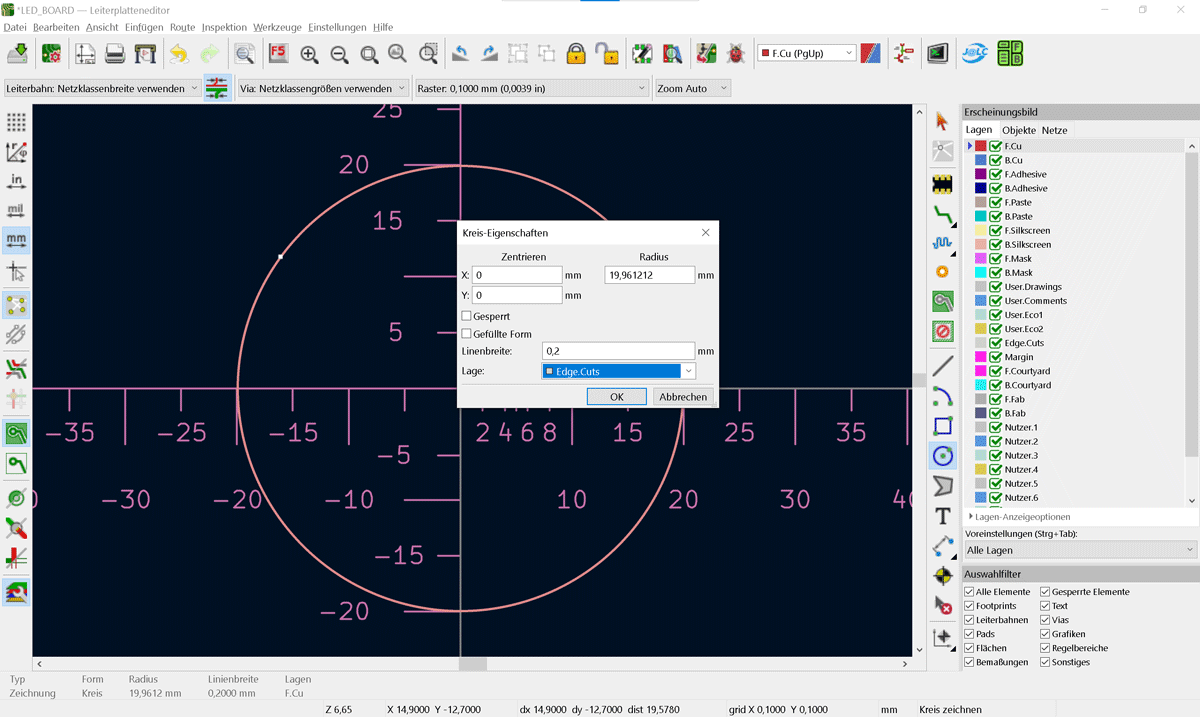 *LED_BOARD — Leiterplatteneditor
Datei Bearbeiten Ansicht Einfügen Route Inspektion Werkzeuge Einstellungen Hilfe
F5
F.Cu (PgUp)
Leiterbahn: Netzklassenbreite verwenden
Via: Netzklassengrößen verwenden
Raster: 0,1000 mm (0,0039 in)
Zoom Auto
in
mil
mm
25
20
15
5
-5
-15
-20
-35 -25 -15 2 4 6 8 15 25 35
-30 -20 -10 10 20 30
Kreis-Eigenschaften
Zentrieren Radius
X: 0 mm 19,961212 mm
Y: 0 mm
Gesperrt
Gefüllte Form
Linenbreite: 0,2 mm
Lage: Edge.Cuts
OK Abbrechen
T
Erscheinungsbild
Lagen Objekte Netze
F.Cu
B.Cu
F.Adhesive
B.Adhesive
F.Paste
B.Paste
F.Silkscreen
B.Silkscreen
F.Mask
B.Mask
User.Drawings
User.Comments
User.Eco1
User.Eco2
Edge.Cuts
Margin
F.Courtyard
B.Courtyard
F.Fab
B.Fab
Nutzer.1
Nutzer.2
Nutzer.3
Nutzer.4
Nutzer.5
Nutzer.6
Lagen-Anzeigeoptionen
Voreinstellungen (Strg+Tab):
Alle Lagen
Auswahlfilter
Alle Elemente Gesperrte Elemente
Footprints Text
Leiterbahnen Vias
Pads Grafiken
Flächen Regelbereiche
Bemaßungen Sonstiges
Typ Form Radius Linienbreite Lagen
Zeichnung Kreis 19,9612 mm 0,2000 mm F.Cu
Z 6,65 X 14,9000 Y -12,7000 dx 14,9000 dy -12,7000 dist 19,5780 grid X 0,1000 Y 0,1000 mm Kreis zeichnen